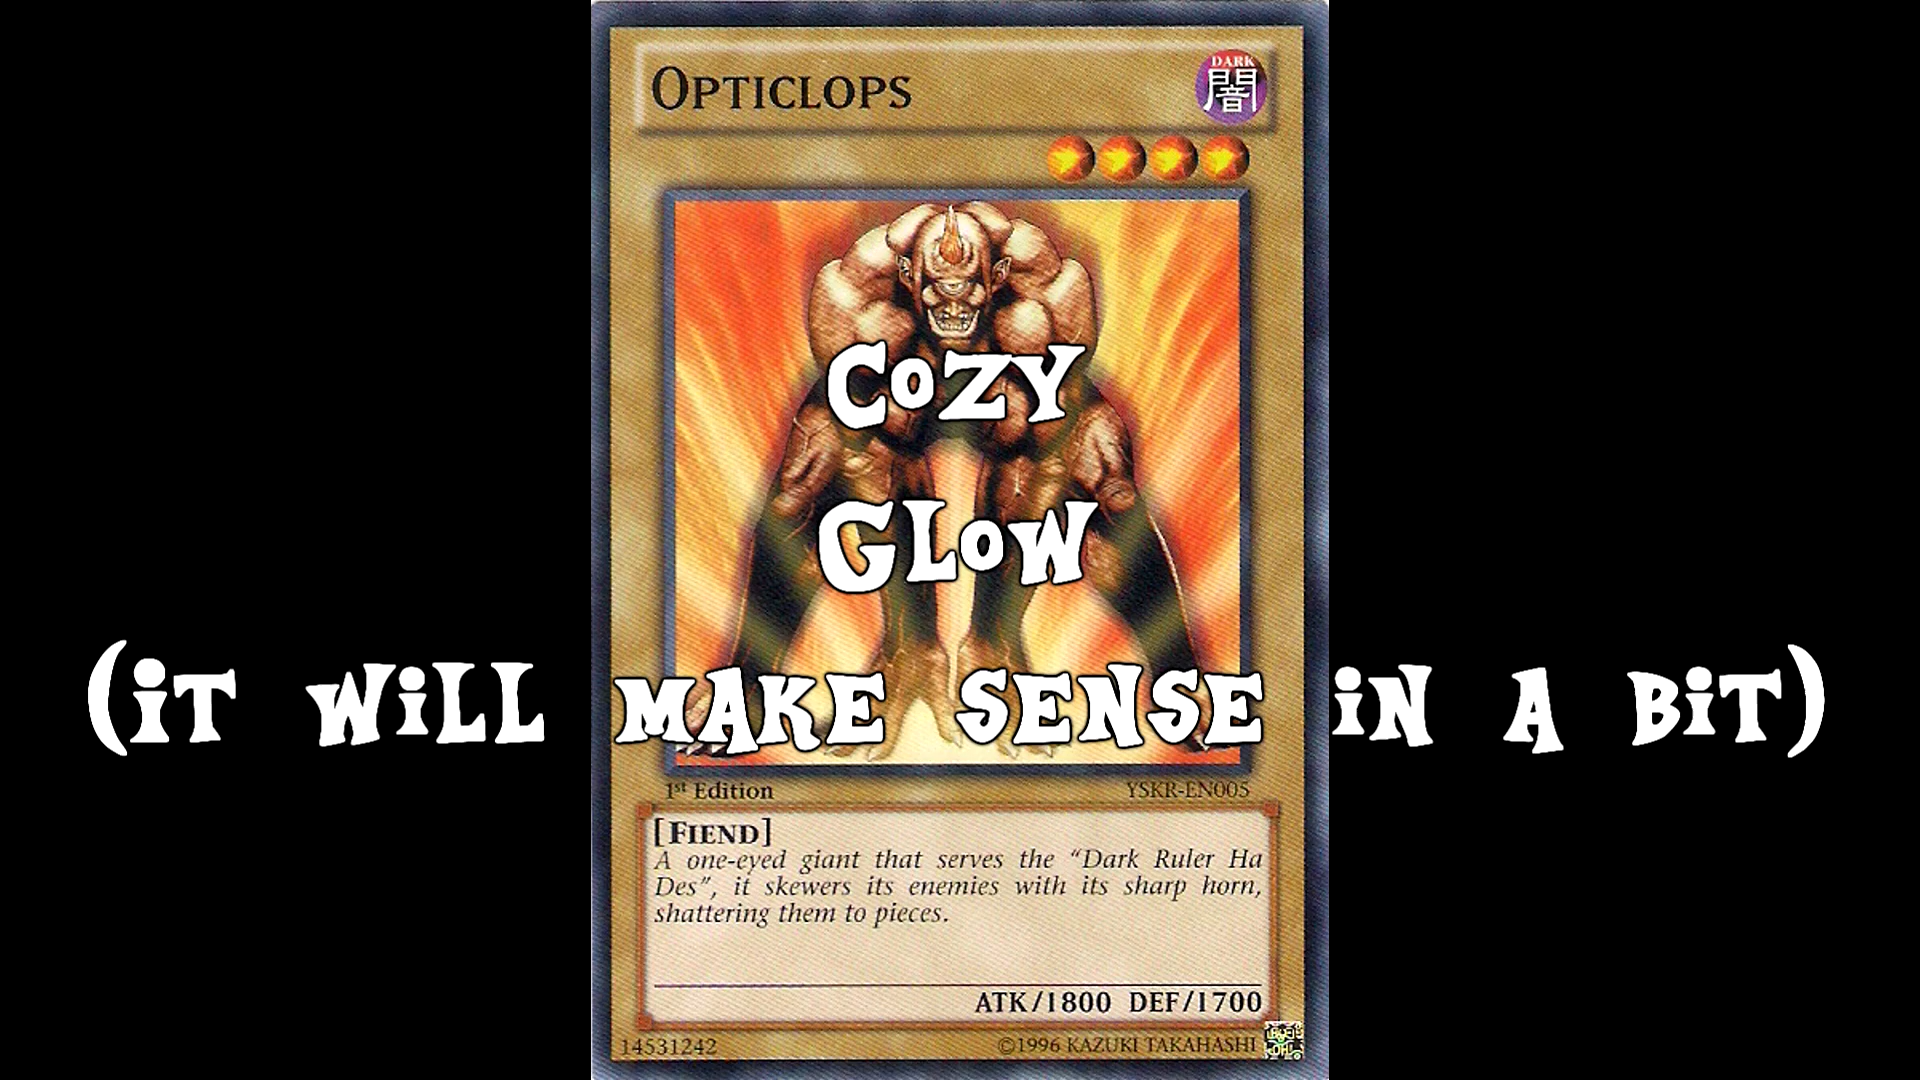 Opticlops
DARK
闇
Cozy
Glow
(it will make sense in a bit)
1st Edition
YSKR-EN005
[Fiend]
A one-eyed giant that serves the “Dark Ruler Ha
Des”, it skewers its enemies with its sharp horn,
shattering them to pieces.
ATK/1800 DEF/1700
14531242
©1996 KAZUKI TAKAHASHI